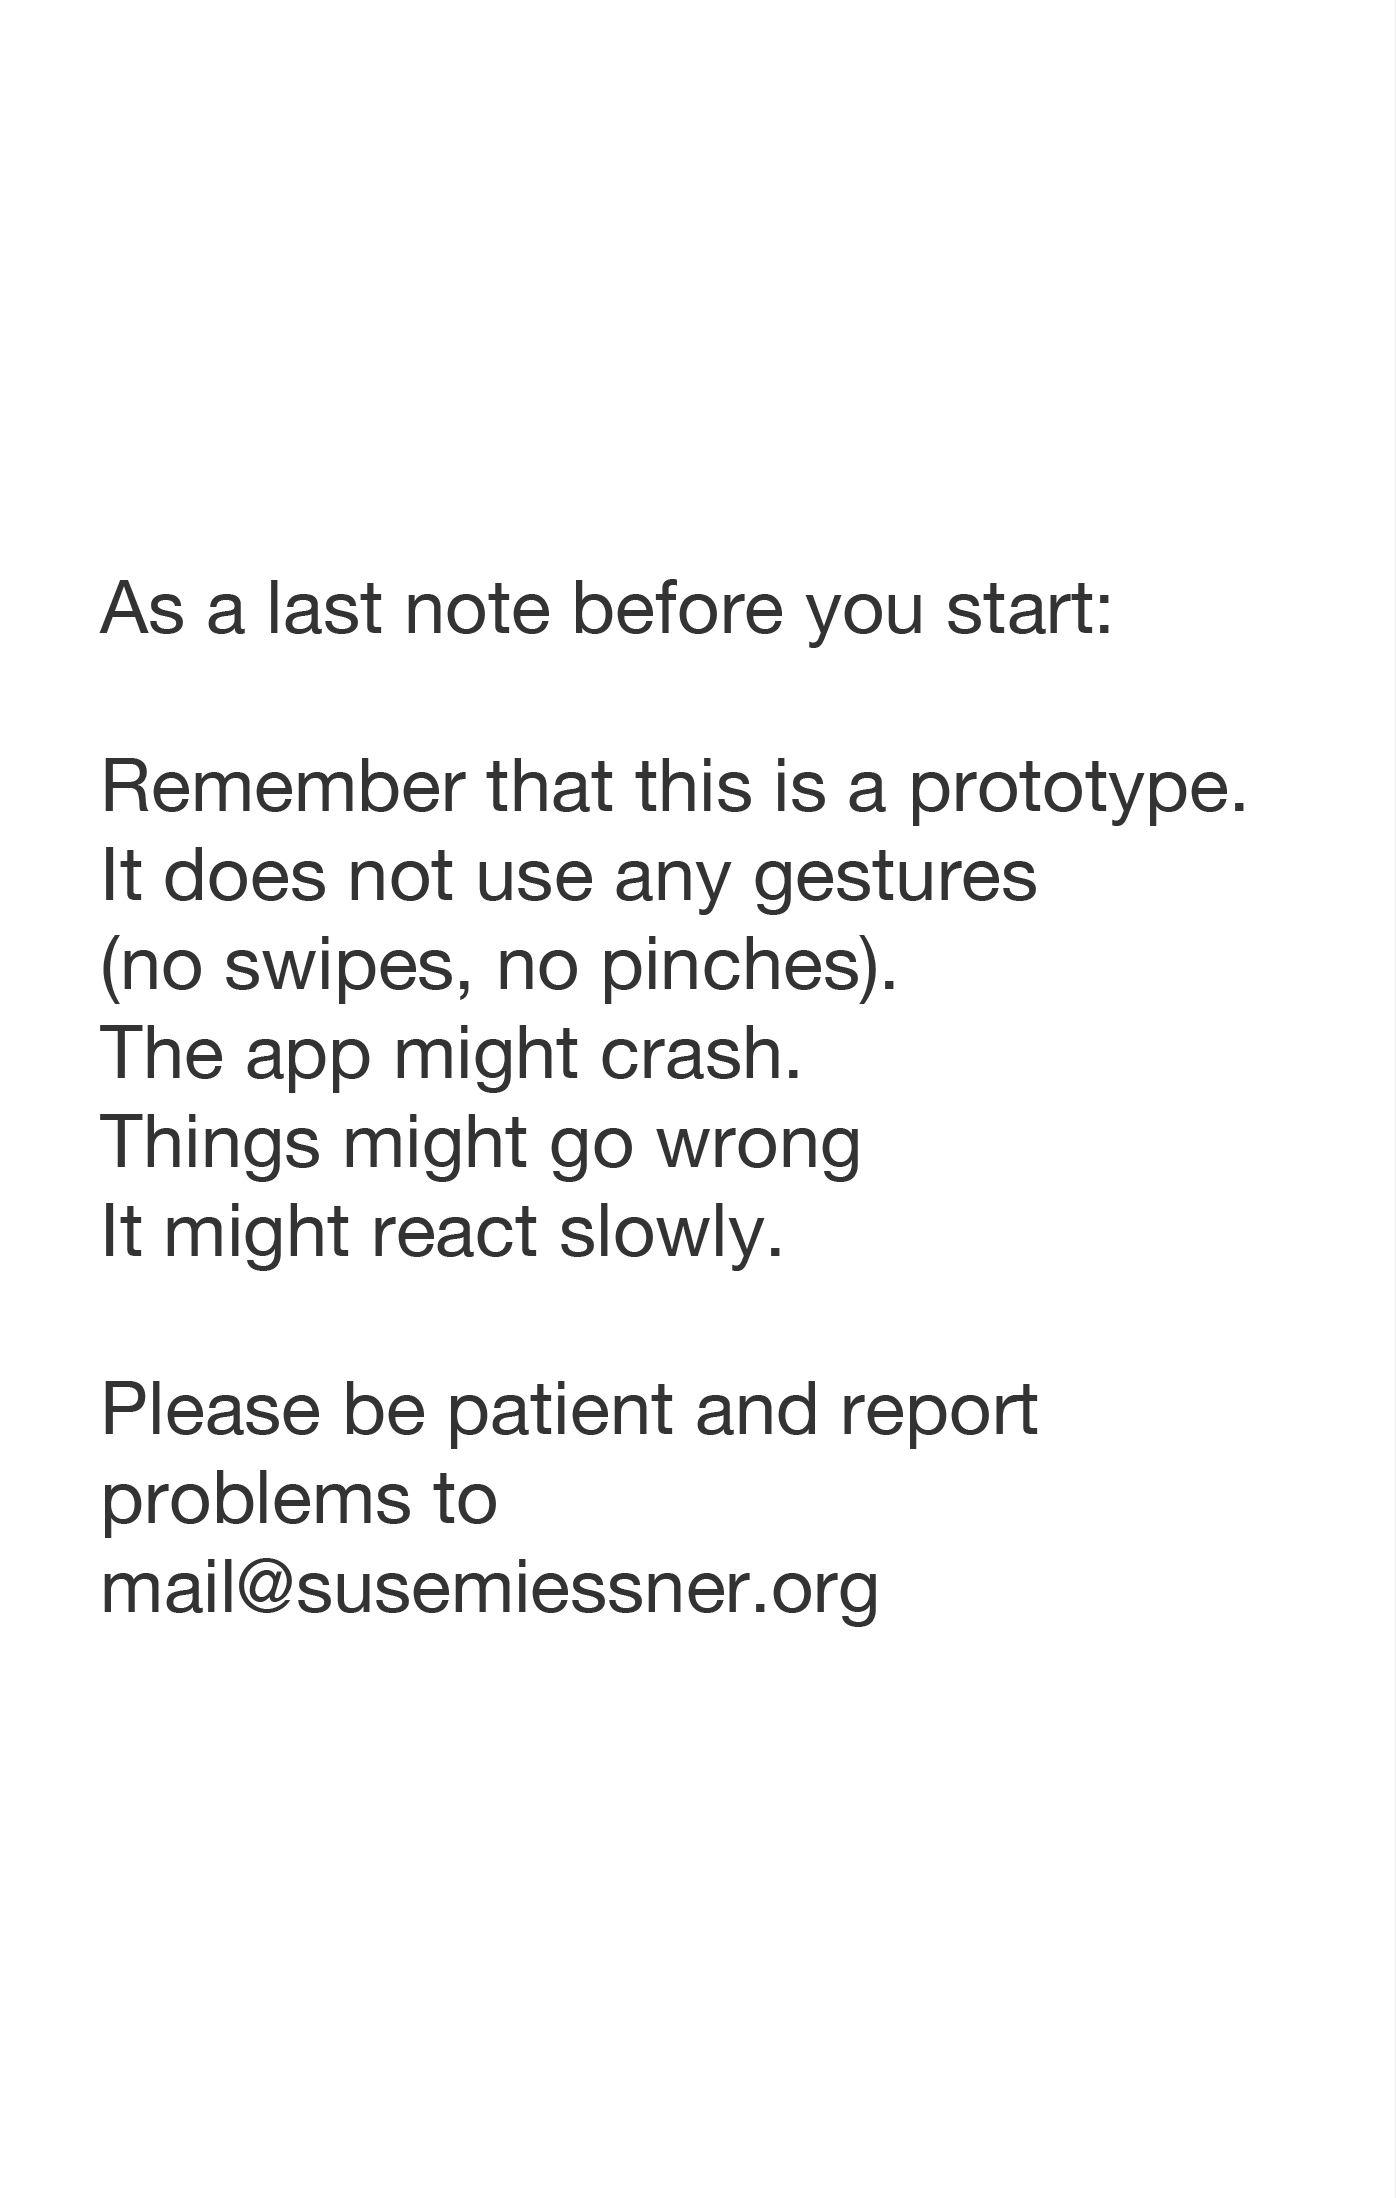 As a last note before you start:
Remember that this is a prototype.
It does not use any gestures
(no swipes, no pinches).
The app might crash.
Things might go wrong
It might react slowly.
Please be patient and report
problems to
mail@susemiessner.org